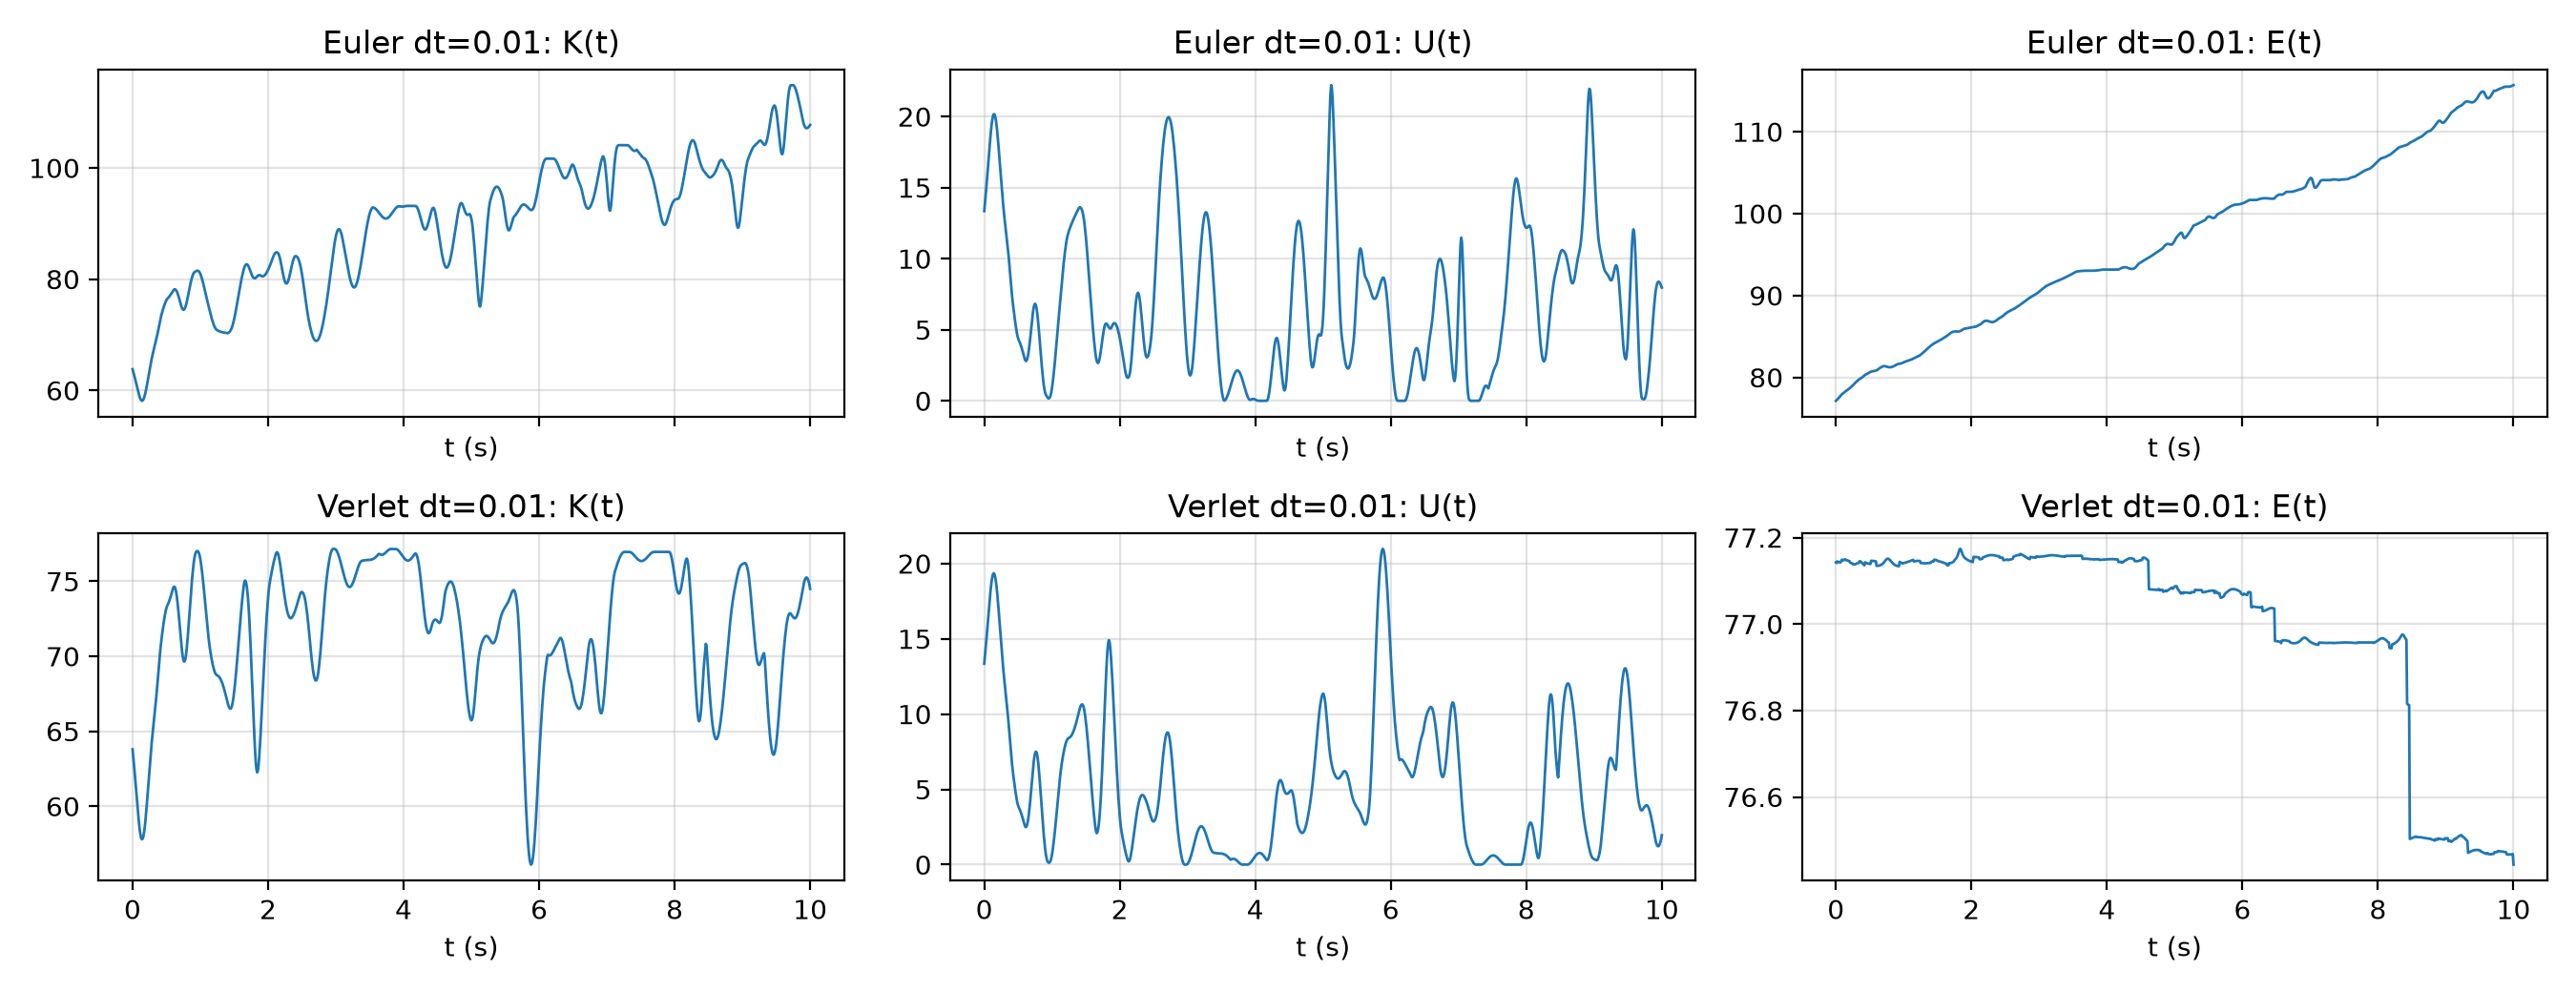 Euler dt=0.01: K(t)
100
80
60
t (s)
Euler dt=0.01: U(t)
20
15
10
5
0
t (s)
Euler dt=0.01: E(t)
110
100
90
80
t (s)
Verlet dt=0.01: K(t)
75
70
65
60
0 2 4 6 8 10
t (s)
Verlet dt=0.01: U(t)
20
15
10
5
0
0 2 4 6 8 10
t (s)
Verlet dt=0.01: E(t)
77.2
77.0
76.8
76.6
0 2 4 6 8 10
t (s)